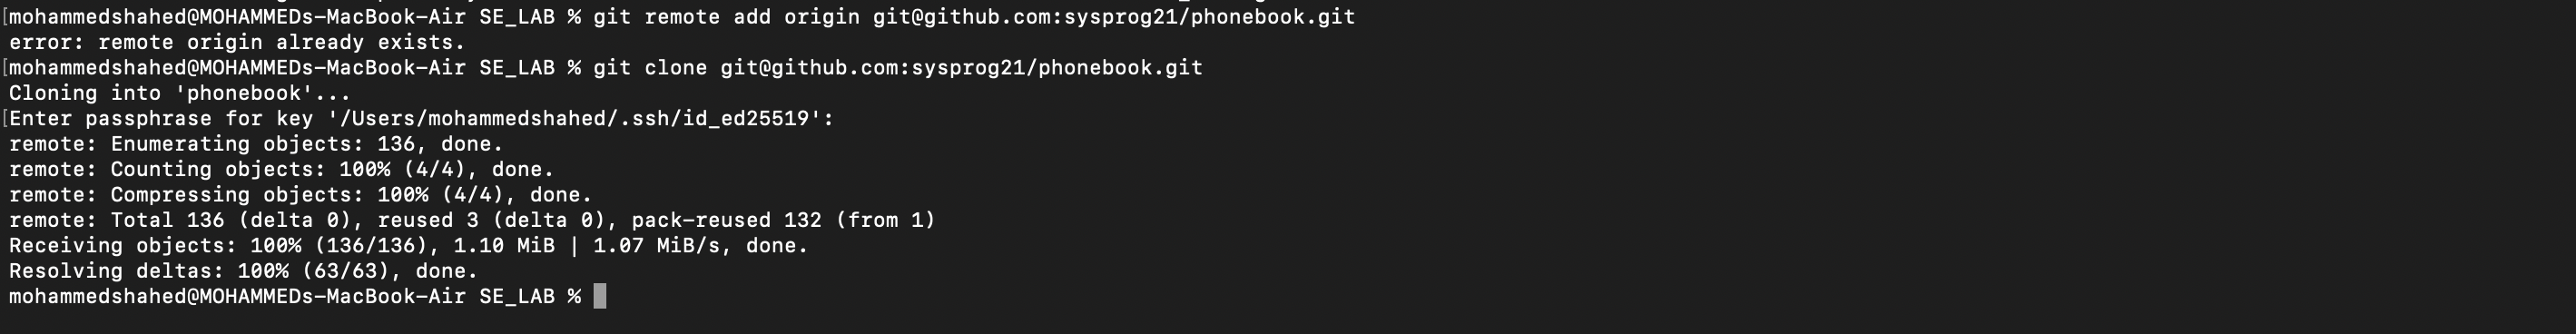 [mohammedshahed@MOHAMMEDs-MacBook-Air SE_LAB % git remote add origin git@github.com:sysprog21/phonebook.git
error: remote origin already exists.
[mohammedshahed@MOHAMMEDs-MacBook-Air SE_LAB % git clone git@github.com:sysprog21/phonebook.git
Cloning into 'phonebook'...
[Enter passphrase for key '/Users/mohammedshahed/.ssh/id_ed25519':
remote: Enumerating objects: 136, done.
remote: Counting objects: 100% (4/4), done.
remote: Compressing objects: 100% (4/4), done.
remote: Total 136 (delta 0), reused 3 (delta 0), pack-reused 132 (from 1)
Receiving objects: 100% (136/136), 1.10 MiB | 1.07 MiB/s, done.
Resolving deltas: 100% (63/63), done.
mohammedshahed@MOHAMMEDs-MacBook-Air SE_LAB %